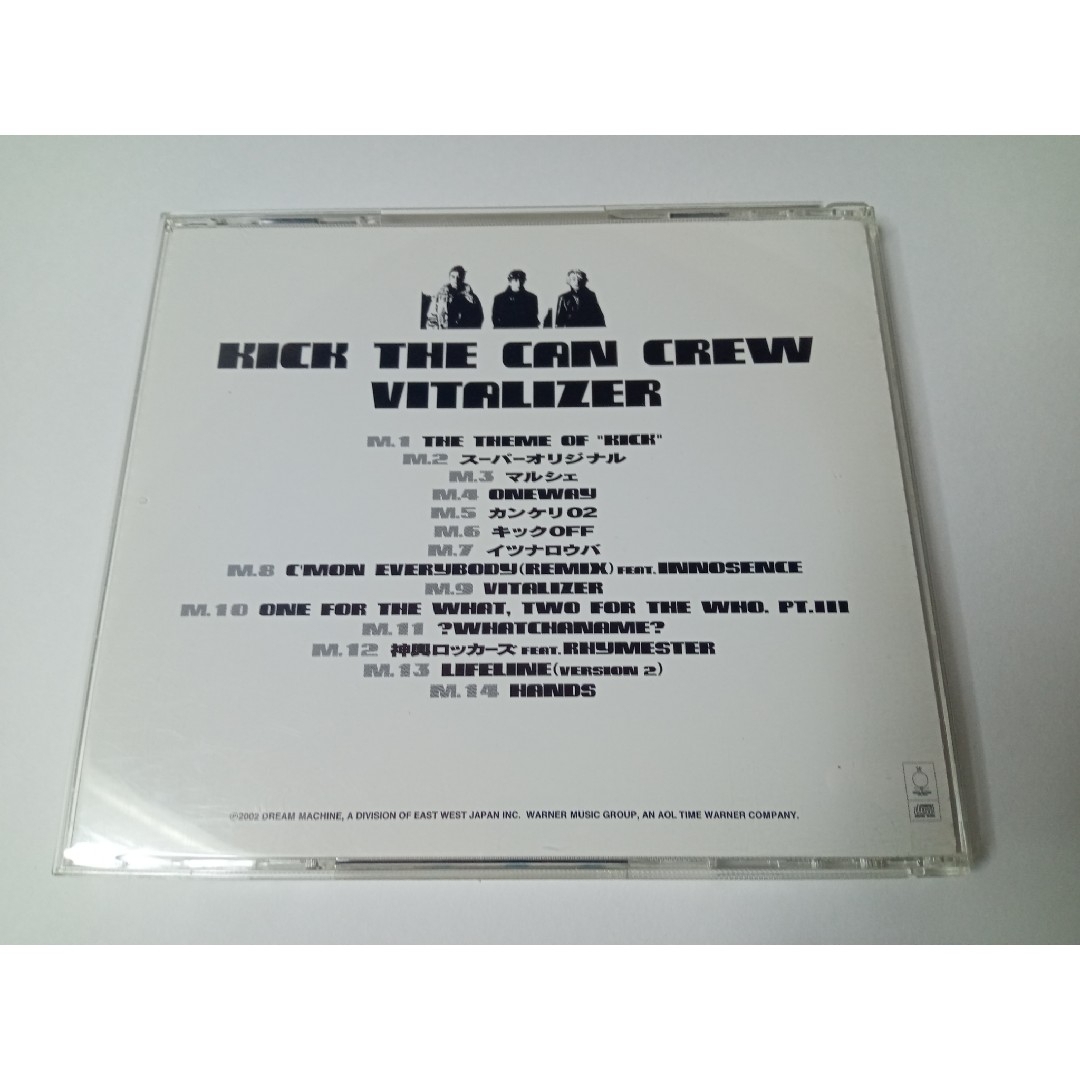 KICK THE CAN CREW
VITALIZER
M.1 THE THEME OF "KICK"
M.2 スーパーオリジナル
M.3 マルシェ
M.4 ONEWAY
M.5 カンケリ02
M.6 キックOFF
M.7 イツナロウバ
M.8 C'MON EVERYBODY(REMIX) FEAT. INNOSENCE
M.9 VITALIZER
M.10 ONE FOR THE WHAT, TWO FOR THE WHO. PT.III
M.11 ?WHATCHANAME?
M.12 神輿ロッカーズ FEAT. RHYMESTER
M.13 LIFELINE(VERSION 2)
M.14 HANDS
℗2002 DREAM MACHINE, A DIVISION OF EAST WEST JAPAN INC. WARNER MUSIC GROUP, AN AOL TIME WARNER COMPANY.